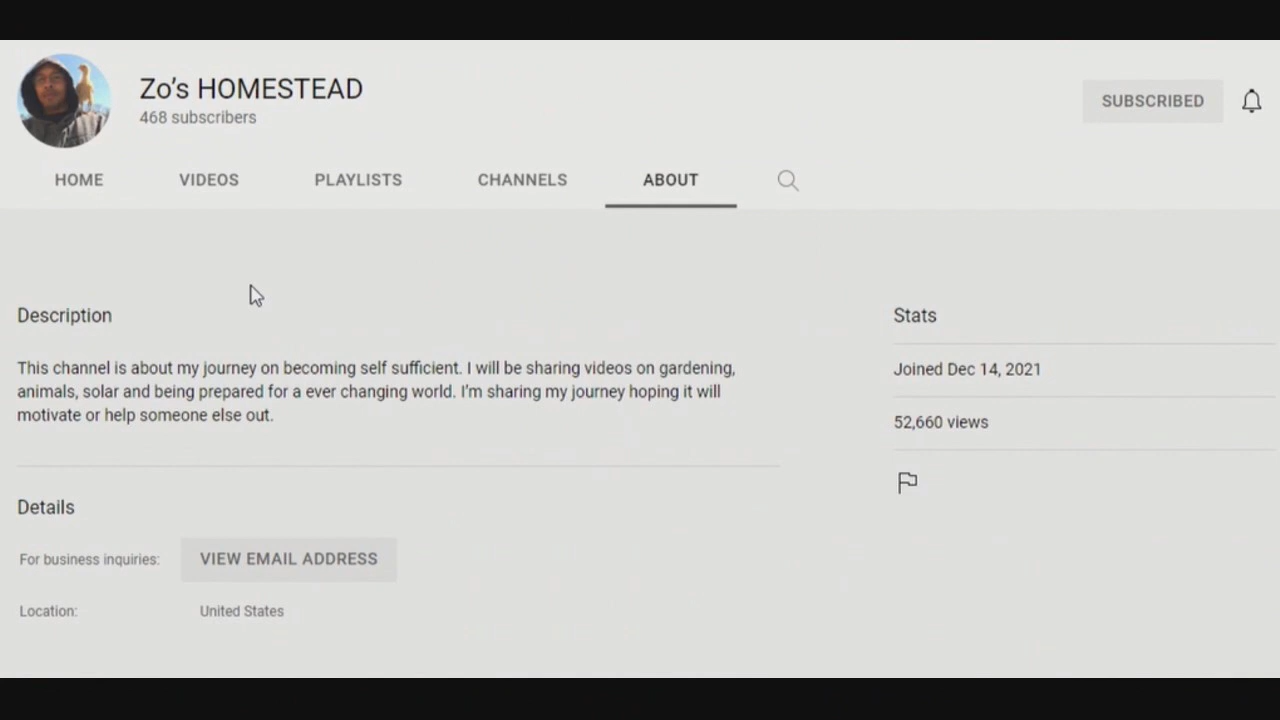 Zo’s HOMESTEAD
468 subscribers
SUBSCRIBED
HOME VIDEOS PLAYLISTS CHANNELS ABOUT
Description
This channel is about my journey on becoming self sufficient. I will be sharing videos on gardening,
animals, solar and being prepared for a ever changing world. I’m sharing my journey hoping it will
motivate or help someone else out.
Details
For business inquiries: VIEW EMAIL ADDRESS
Location: United States
Stats
Joined Dec 14, 2021
52,660 views